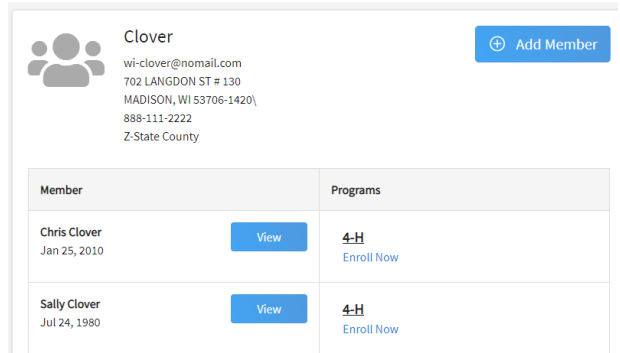 Clover
Add Member
wi-clover@nomail.com
702 LANGDON ST # 130
MADISON, WI 53706-1420\
888-111-2222
Z-State County
Member Programs
Chris Clover View 4-H
Jan 25, 2010 Enroll Now
Sally Clover View 4-H
Jul 24, 1980 Enroll Now